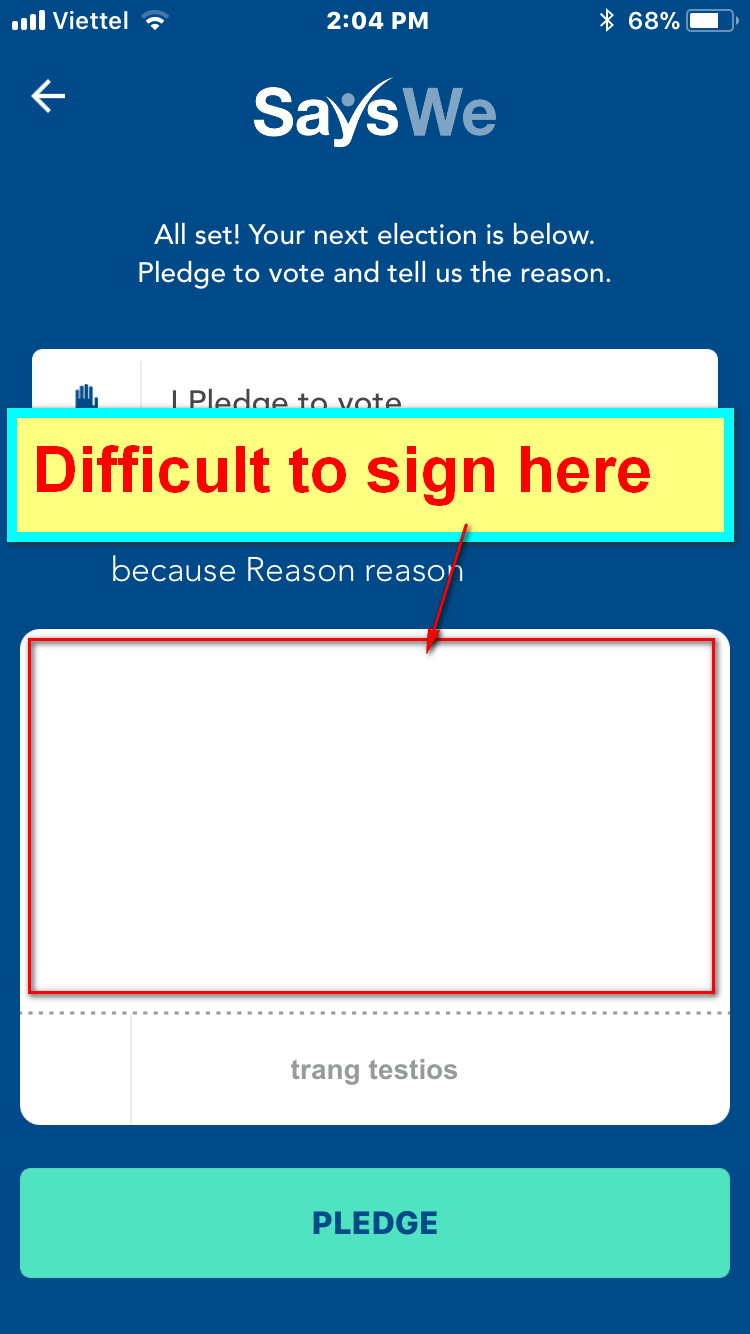 Viettel 2:04 PM 68%
SaysWe
All set! Your next election is below.
Pledge to vote and tell us the reason.
I Pledge to vote
Difficult to sign here
because Reason reason
trang testios
PLEDGE